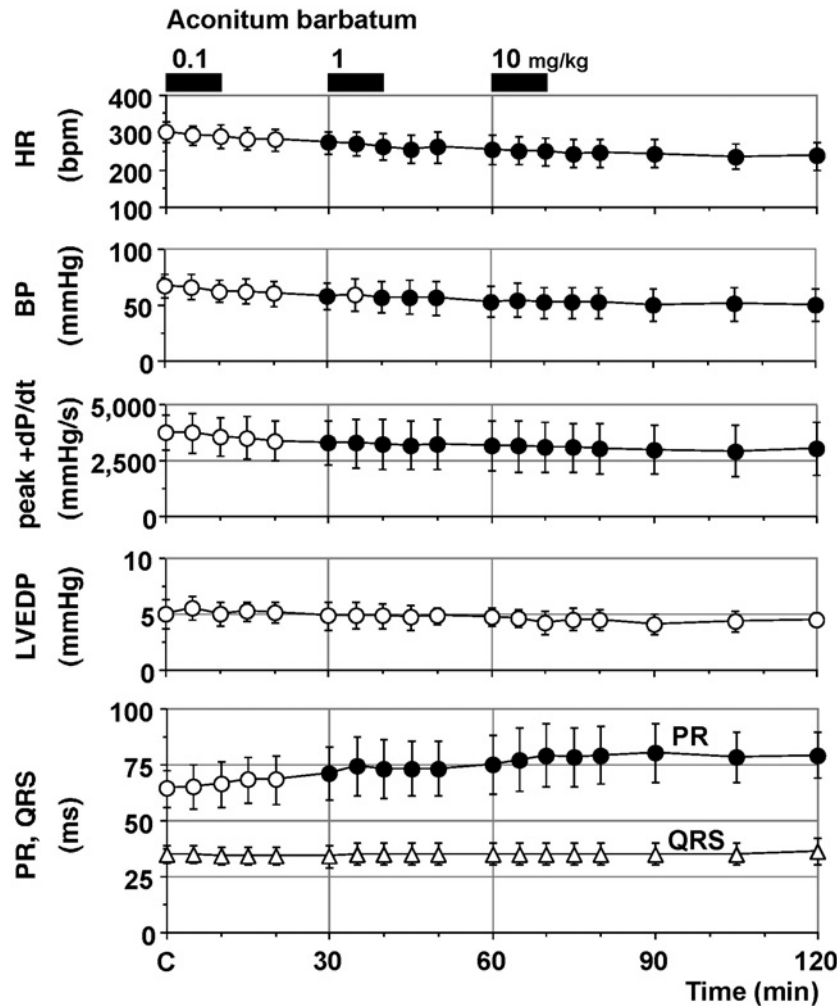 Aconitum barbatum
0.1 1 10 mg/kg
HR
(bpm)
400
300
200
100
BP
(mmHg)
100
50
0
peak +dP/dt
(mmHg/s)
5,000
2,500
0
LVEDP
(mmHg)
10
5
0
PR, QRS
(ms)
100
75
50
25
0
PR
QRS
C 30 60 90 120
Time (min)